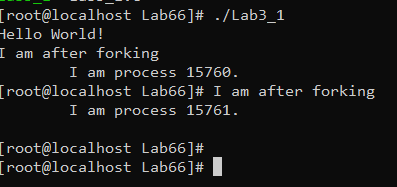 [root@localhost Lab66]# ./Lab3_1
Hello World!
I am after forking
        I am process 15760.
[root@localhost Lab66]# I am after forking
        I am process 15761.

[root@localhost Lab66]#
[root@localhost Lab66]#